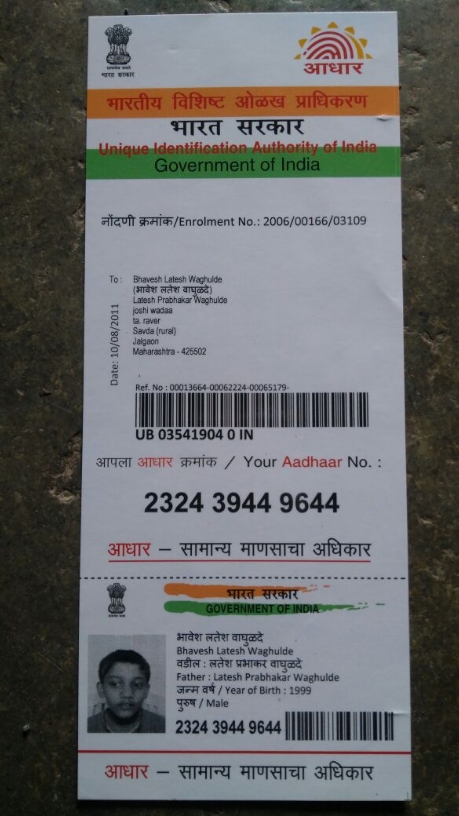 भारत सरकार
आधार
भारतीय विशिष्ट ओळख प्राधिकरण
भारत सरकार
Unique Identification Authority of India
Government of India
नोंदणी क्रमांक/Enrolment No.: 2006/00166/03109
To :
Bhavesh Latesh Waghulde
(भावेश लतेश वाघुळदे)
Latesh Prabhakar Waghulde
joshi wadaa
ta. raver
Savda (rural)
Jalgaon
Maharashtra - 425502
Date: 10/08/2011
Ref. No : 00013664-00062224-00065179-
UB 03541904 0 IN
आपला आधार क्रमांक / Your Aadhaar No. :
2324 3944 9644
आधार – सामान्य माणसाचा अधिकार
भारत सरकार
GOVERNMENT OF INDIA
भावेश लतेश वाघुळदे
Bhavesh Latesh Waghulde
वडील : लतेश प्रभाकर वाघुळदे
Father : Latesh Prabhakar Waghulde
जन्म वर्ष / Year of Birth : 1999
पुरुष / Male
2324 3944 9644
आधार – सामान्य माणसाचा अधिकार